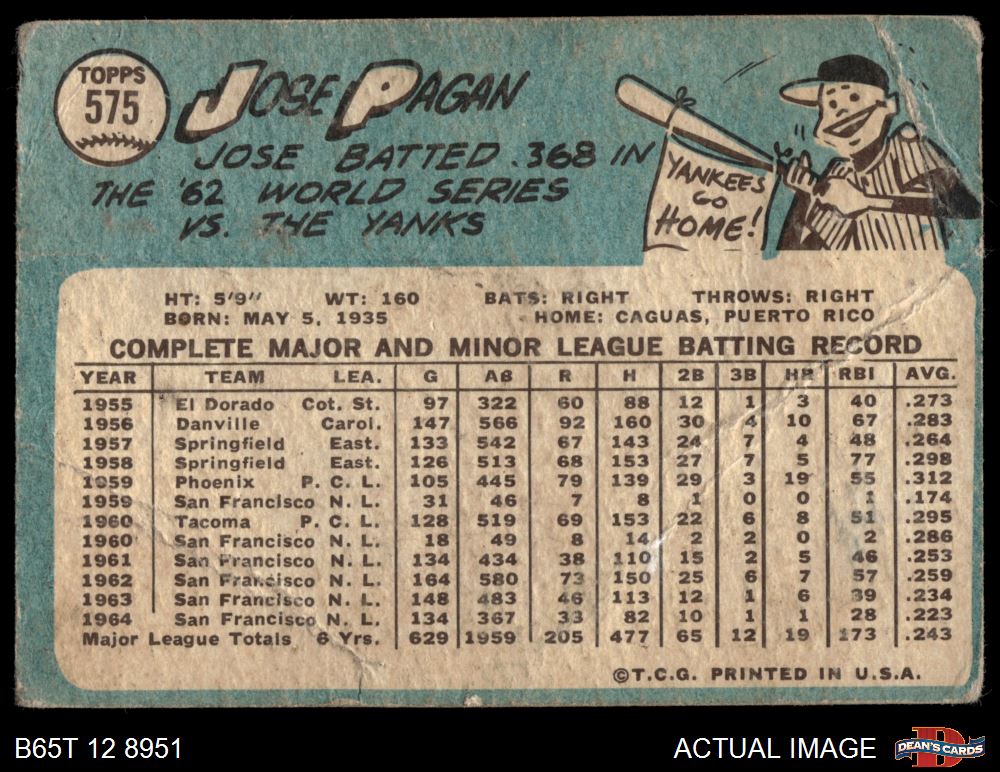 TOPPS
575
JOSE PAGAN
JOSE BATTED .368 IN
THE '62 WORLD SERIES
VS. THE YANKS
YANKEES
GO
HOME!
HT: 5'9" WT: 160 BATS: RIGHT THROWS: RIGHT
BORN: MAY 5, 1935 HOME: CAGUAS, PUERTO RICO
COMPLETE MAJOR AND MINOR LEAGUE BATTING RECORD
YEAR TEAM LEA. G AB R H 2B 3B HR RBI AVG.
1955 El Dorado Cot. St. 97 322 60 88 12 1 3 40 .273
1956 Danville Carol. 147 566 92 160 30 4 10 67 .283
1957 Springfield East. 133 542 67 143 24 7 4 48 .264
1958 Springfield East. 126 513 68 153 27 7 5 77 .298
1959 Phoenix P. C. L. 105 445 79 139 29 3 19 55 .312
1959 San Francisco N. L. 31 46 7 8 1 0 0 1 .174
1960 Tacoma P. C. L. 128 519 69 153 22 6 8 51 .295
1960 San Francisco N. L. 18 49 8 14 2 2 0 2 .286
1961 San Francisco N. L. 134 434 38 110 15 2 5 46 .253
1962 San Francisco N. L. 164 580 73 150 25 6 7 57 .259
1963 San Francisco N. L. 148 483 46 113 12 1 6 39 .234
1964 San Francisco N. L. 134 367 33 82 10 1 1 28 .223
Major League Totals 6 Yrs. 629 1959 205 477 65 12 19 173 .243
©T.C.G. PRINTED IN U.S.A.
B65T 12 8951 ACTUAL IMAGE
DEAN'S CARDS